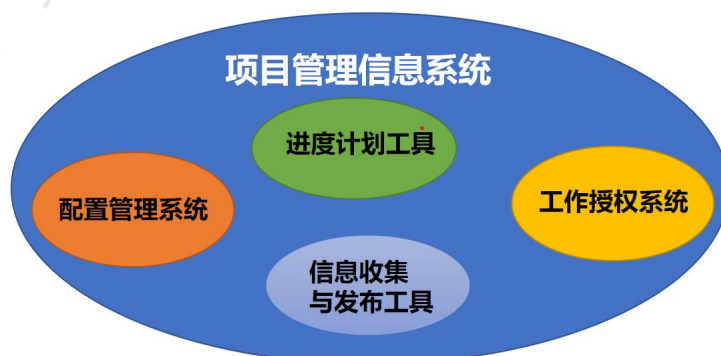 项目管理信息系统
进度计划工具
配置管理系统
工作授权系统
信息收集
与发布工具